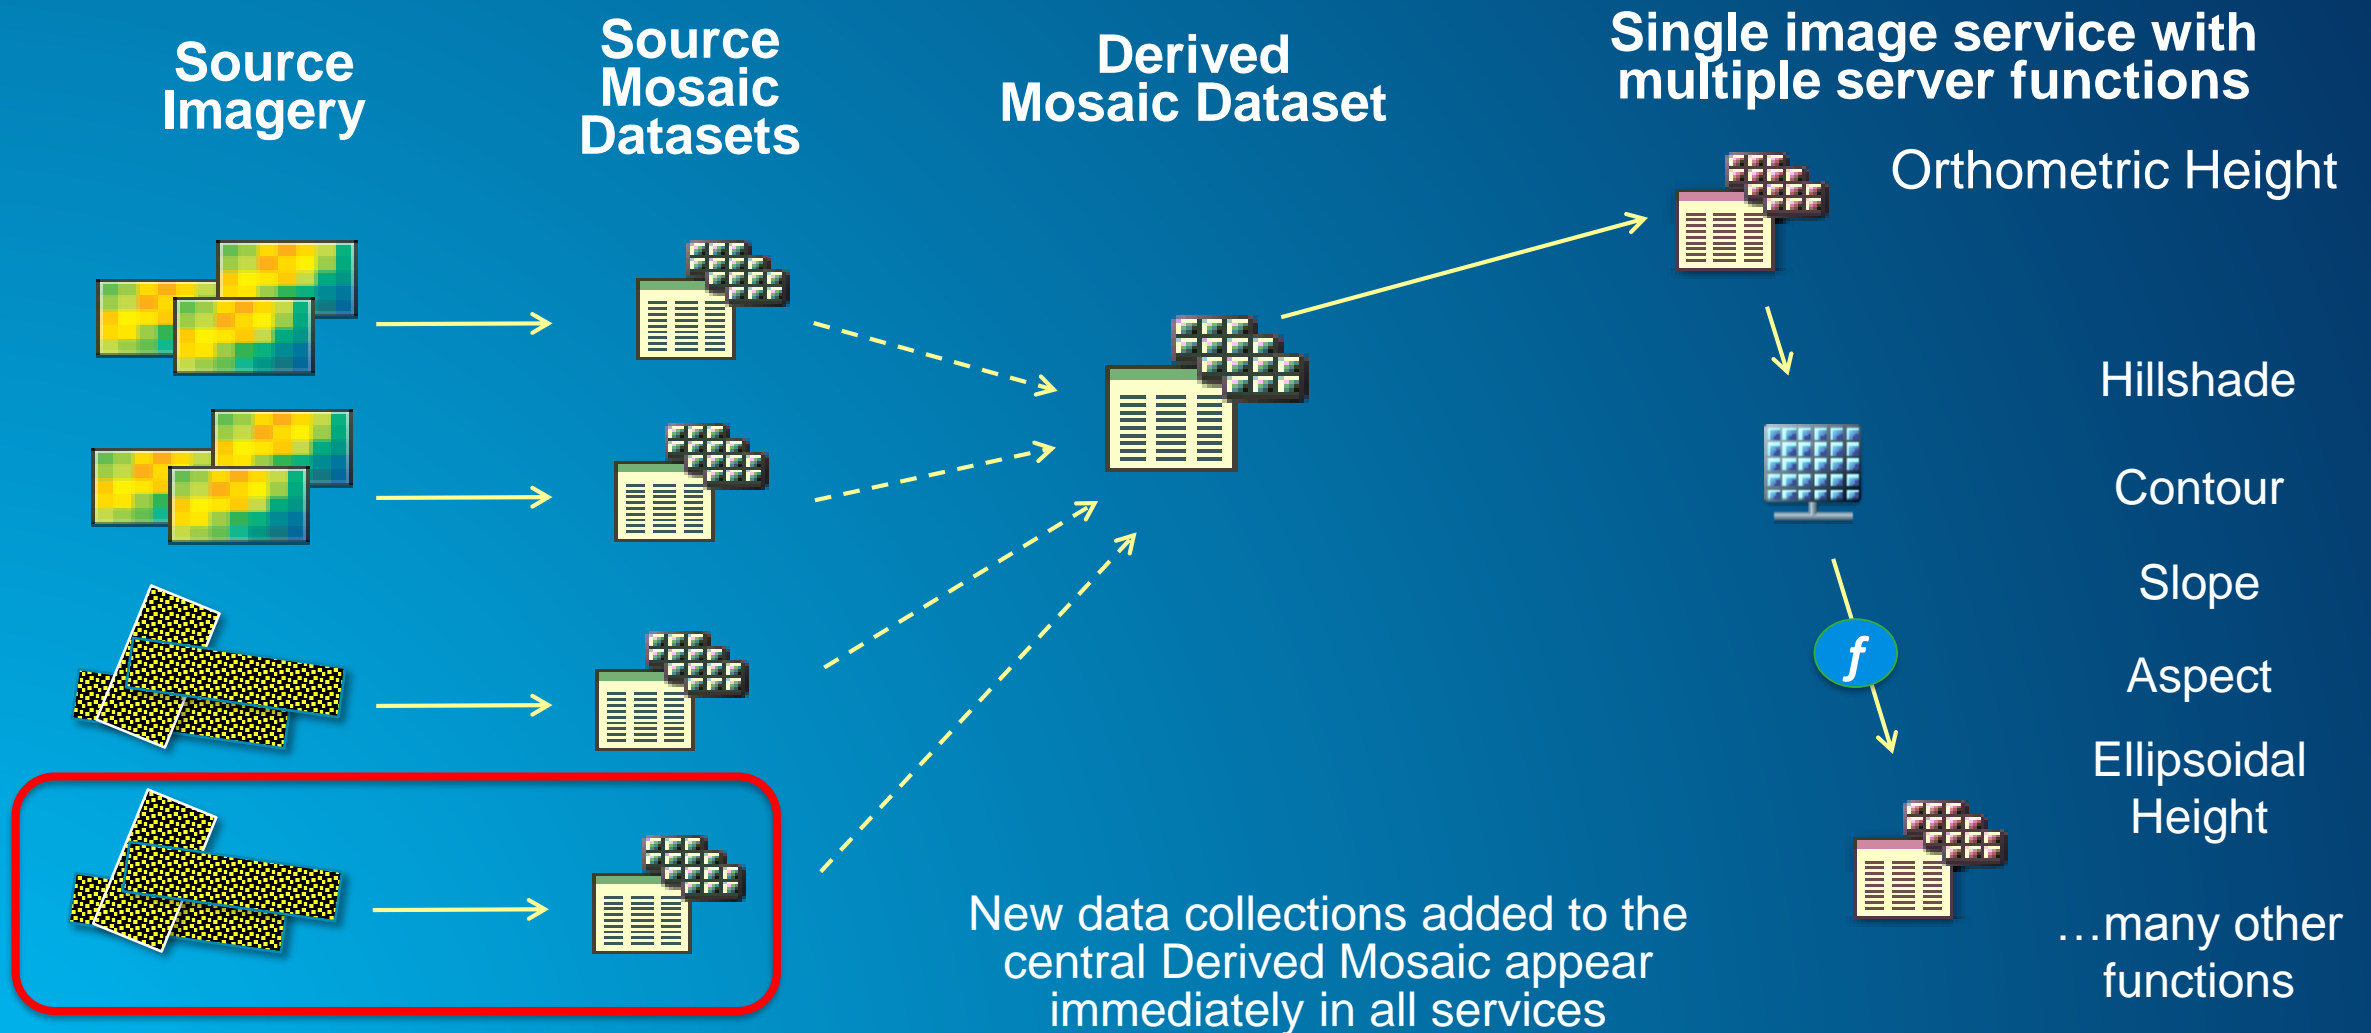 Source
Imagery
Source
Mosaic
Datasets
Derived
Mosaic Dataset
Single image service with
multiple server functions
Orthometric Height
Hillshade
Contour
Slope
f
Aspect
Ellipsoidal
Height
…many other
functions
New data collections added to the
central Derived Mosaic appear
immediately in all services